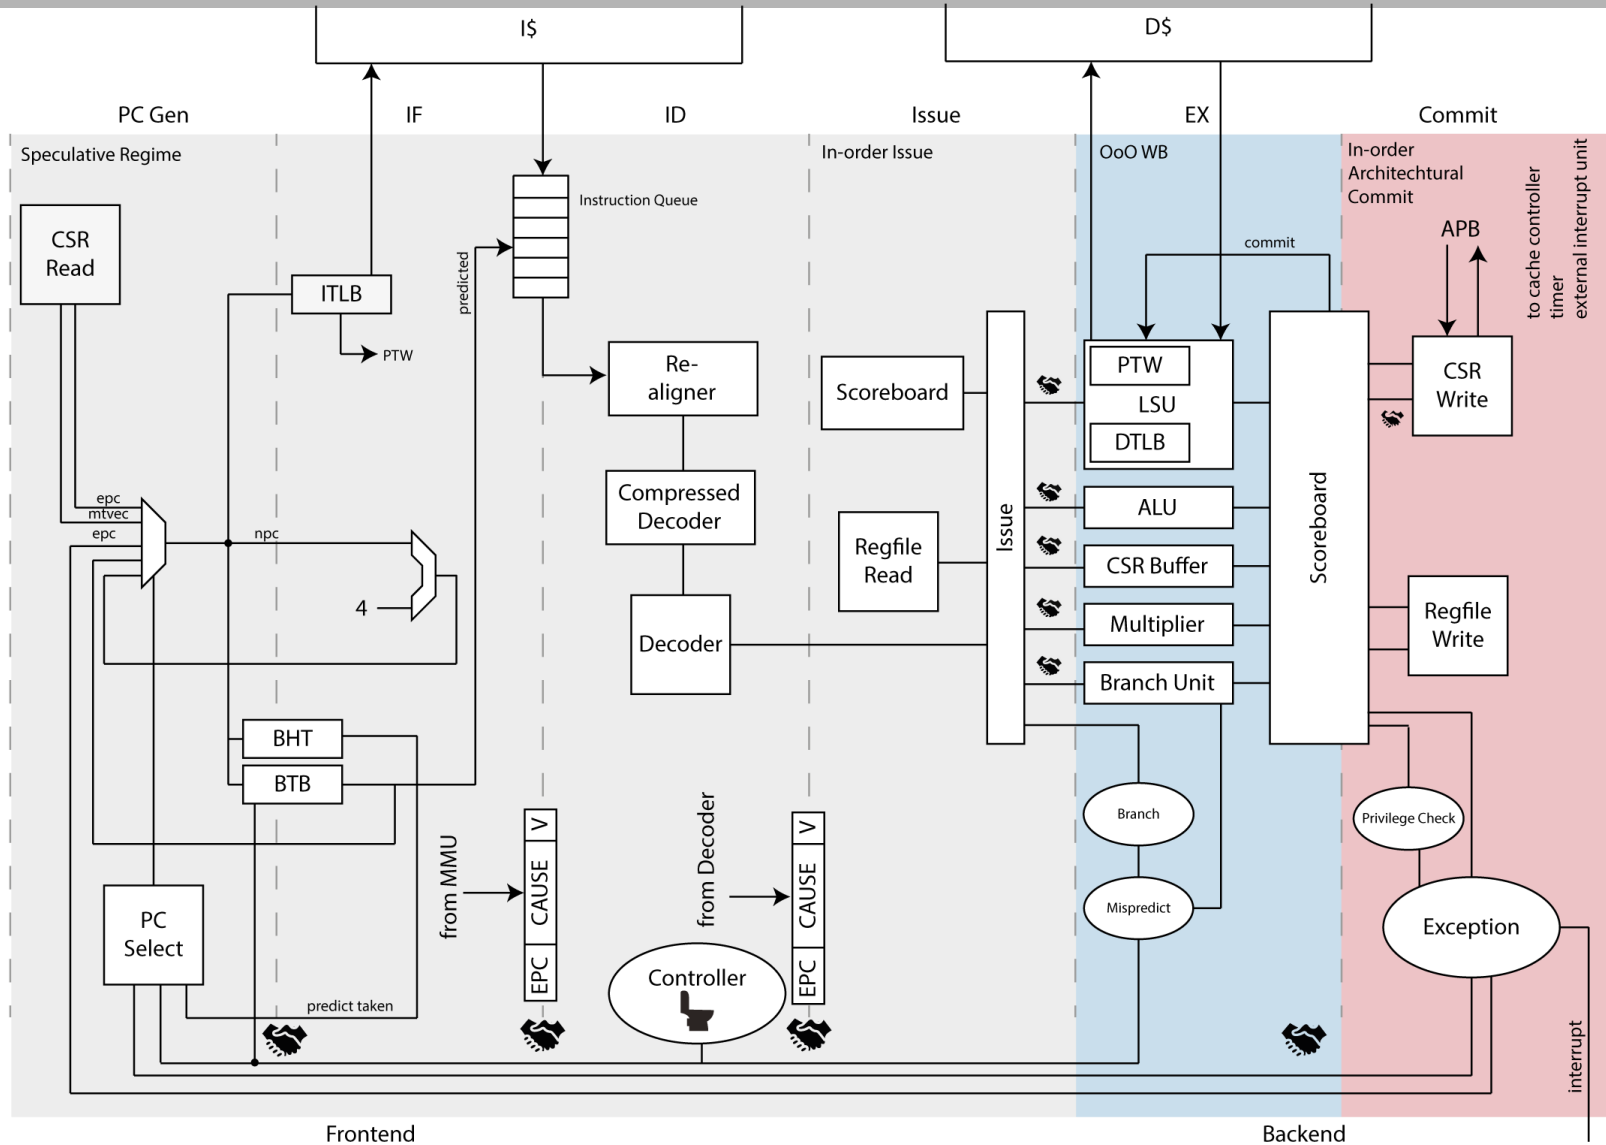 I$
D$
PC Gen
IF
ID
Issue
EX
Commit
Speculative Regime
In-order Issue
OoO WB
In-order
Architechtural
Commit
to cache controller
timer
external interrupt unit
CSR
Read
Instruction Queue
APB
commit
predicted
ITLB
PTW
Re-
aligner
Scoreboard
PTW
LSU
DTLB
CSR
Write
epc
mtvec
epc
npc
4
Compressed
Decoder
Regfile
Read
Issue
ALU
CSR Buffer
Multiplier
Branch Unit
Scoreboard
Regfile
Write
Decoder
BHT
BTB
from MMU
V
CAUSE
EPC
from Decoder
V
CAUSE
EPC
Branch
Mispredict
Privilege Check
Exception
PC
Select
Controller
predict taken
interrupt
Frontend
Backend